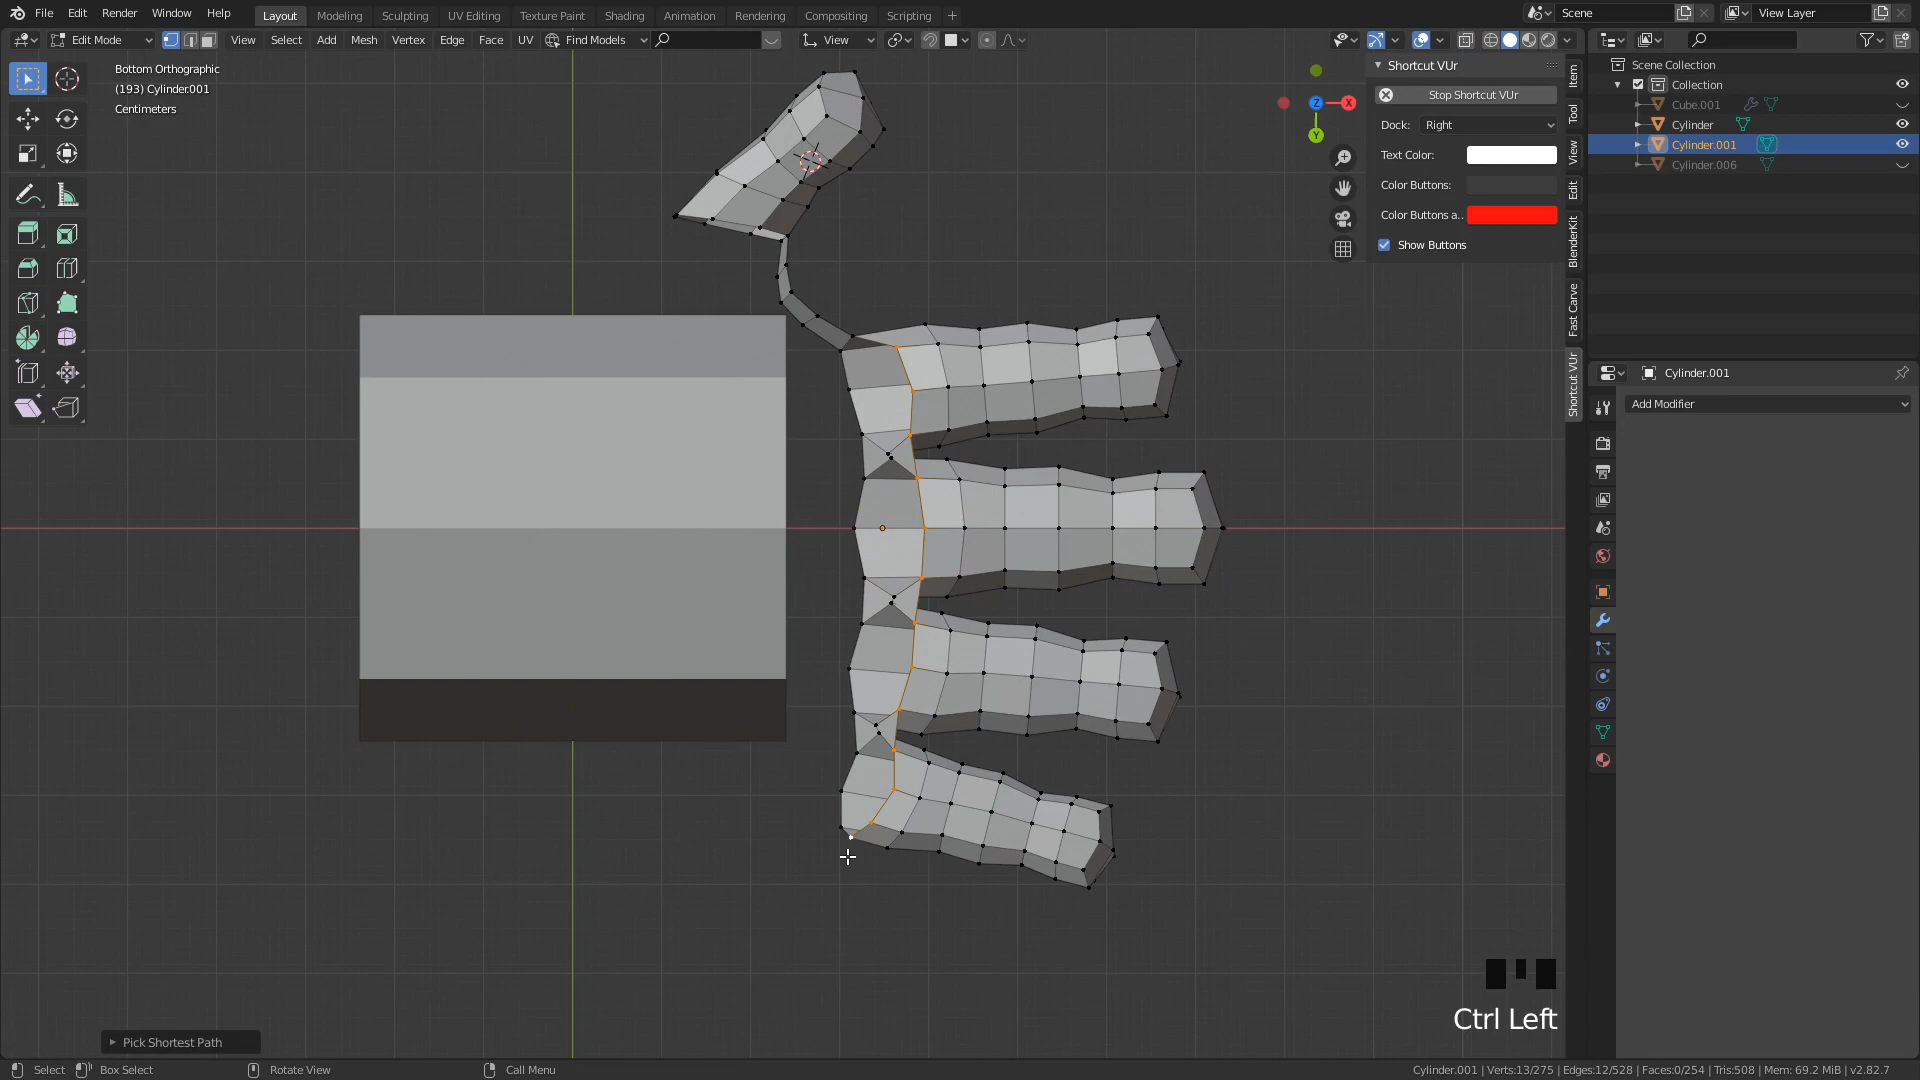 File Edit Render Window Help Layout Modeling Sculpting UV Editing Texture Paint Shading Animation Rendering Compositing Scripting + Scene View Layer
Edit Mode View Select Add Mesh Vertex Edge Face UV Find Models View
Bottom Orthographic
(193) Cylinder.001
Centimeters
X
Y
Z
Shortcut VUr
Stop Shortcut VUr
Dock: Right
Text Color:
Color Buttons:
Color Buttons a..
Show Buttons
Item
Tool
View
Edit
BlenderKit
Fast Carve
Shortcut VUr
Scene Collection
Collection
Cube.001
Cylinder
Cylinder.001
Cylinder.006
Cylinder.001
Add Modifier
Ctrl Left
Pick Shortest Path
Select Box Select Rotate View Call Menu Cylinder.001 | Verts:13/275 | Edges:12/528 | Faces:0/254 | Tris:508 | Mem: 69.2 MiB | v2.82.7